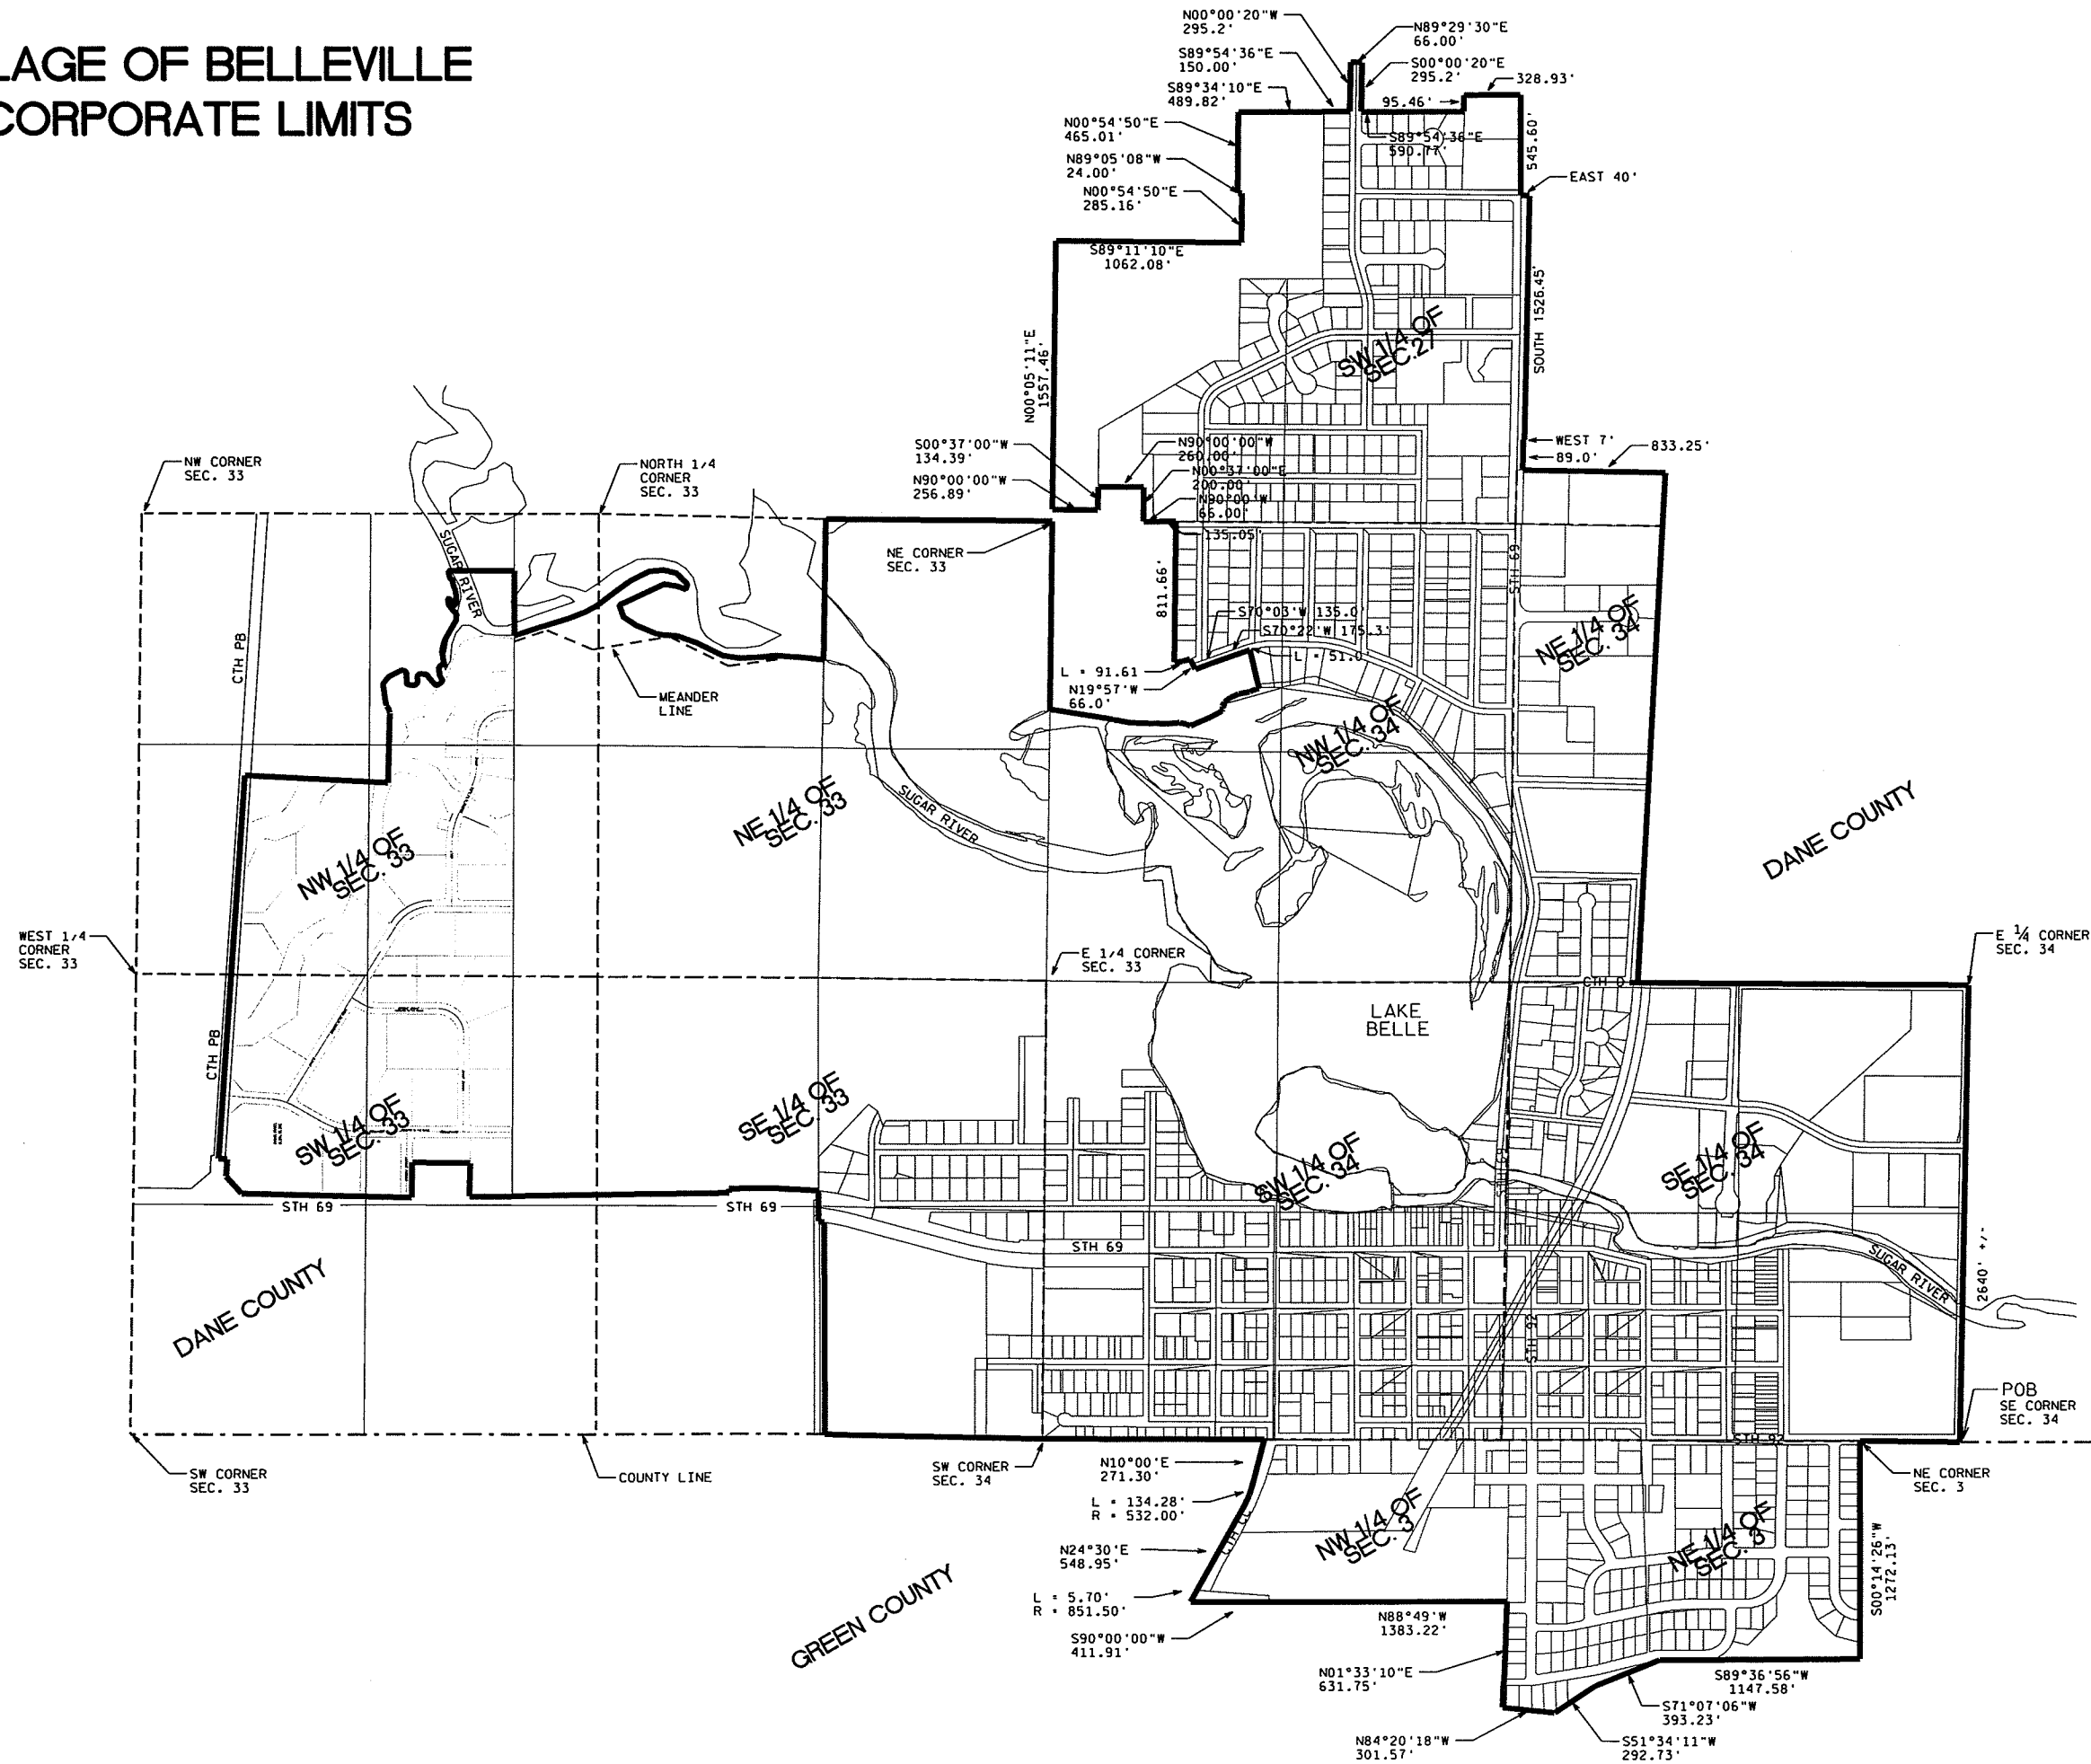 LAGE OF BELLEVILLE
CORPORATE LIMITS
N00°00'20"W
295.2'
N89°29'30"E
66.00'
S89°54'36"E
150.00'
S00°00'20"E
295.2'
S89°34'10"E
489.82'
95.46'
328.93'
N00°54'50"E
465.01'
S89°54'36"E
590.77'
545.60'
N89°05'08"W
24.00'
EAST 40'
N00°54'50"E
285.16'
S89°11'10"E
1062.08'
SOUTH 1526.45'
SW 1/4 OF
SEC.27
N00°05'11"E
1557.46'
S00°37'00"W
134.39'
N90°00'00"W
260.00'
WEST 7'
89.0'
833.25'
NW CORNER
SEC. 33
NORTH 1/4
CORNER
SEC. 33
N90°00'00"W
256.89'
N00°37'00"E
200.00'
N90°00'W
66.00'
135.05'
NE CORNER
SEC. 33
SUGAR RIVER
STH 69
811.66'
S70°03'W 135.0'
S70°22'W 175.3'
NE 1/4 OF
SEC. 34
CTH PB
L = 51.0'
L = 91.61
N19°57'W
66.0'
MEANDER
LINE
NW 1/4 OF
SEC. 34
NE 1/4 OF
SEC. 33
SUGAR RIVER
DANE COUNTY
NW 1/4 OF
SEC. 33
WEST 1/4
CORNER
SEC. 33
E 1/4 CORNER
SEC. 33
E 1/4 CORNER
SEC. 34
CTH D
LAKE
BELLE
CTH PB
SW 1/4 OF
SEC. 33
SE 1/4 OF
SEC. 33
SW 1/4 OF
SEC. 34
STH 69
SE 1/4 OF
SEC. 34
STH 69
STH 69
STH 69
SUGAR RIVER
2640' +/-
DANE COUNTY
STH 92
POB
SE CORNER
SEC. 34
STH 92
SW CORNER
SEC. 33
COUNTY LINE
SW CORNER
SEC. 34
N10°00'E
271.30'
NE CORNER
SEC. 3
L = 134.28'
R = 532.00'
CTH CC
NW 1/4 OF
SEC. 3
NE 1/4 OF
SEC. 3
N24°30'E
548.95'
S00°14'26"W
1272.13'
GREEN COUNTY
L = 5.70'
R = 851.50'
S90°00'00"W
411.91'
N88°49'W
1383.22'
N01°33'10"E
631.75'
S89°36'56"W
1147.58'
S71°07'06"W
393.23'
N84°20'18"W
301.57'
S51°34'11"W
292.73'